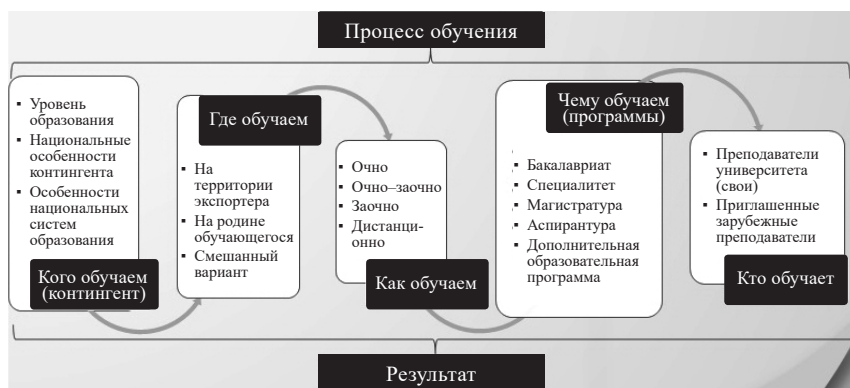 Процесс обучения
▪ Уровень
образования
▪ Национальные
особенности
контингента
▪ Особенности
национальных
систем
образования
Кого обучаем
(контингент)
Где обучаем
▪ На
территории
экспортера
▪ На родине
обучающегося
▪ Смешанный
вариант
▪ Очно
▪ Очно–заочно
▪ Заочно
▪ Дистанци-
онно
Как обучаем
Чему обучаем
(программы)
▪ Бакалавриат
▪ Специалитет
▪ Магистратура
▪ Аспирантура
▪ Дополнительная
образовательная
программа
▪ Преподаватели
университета
(свои)
▪ Приглашенные
зарубежные
преподаватели
Кто обучает
Результат